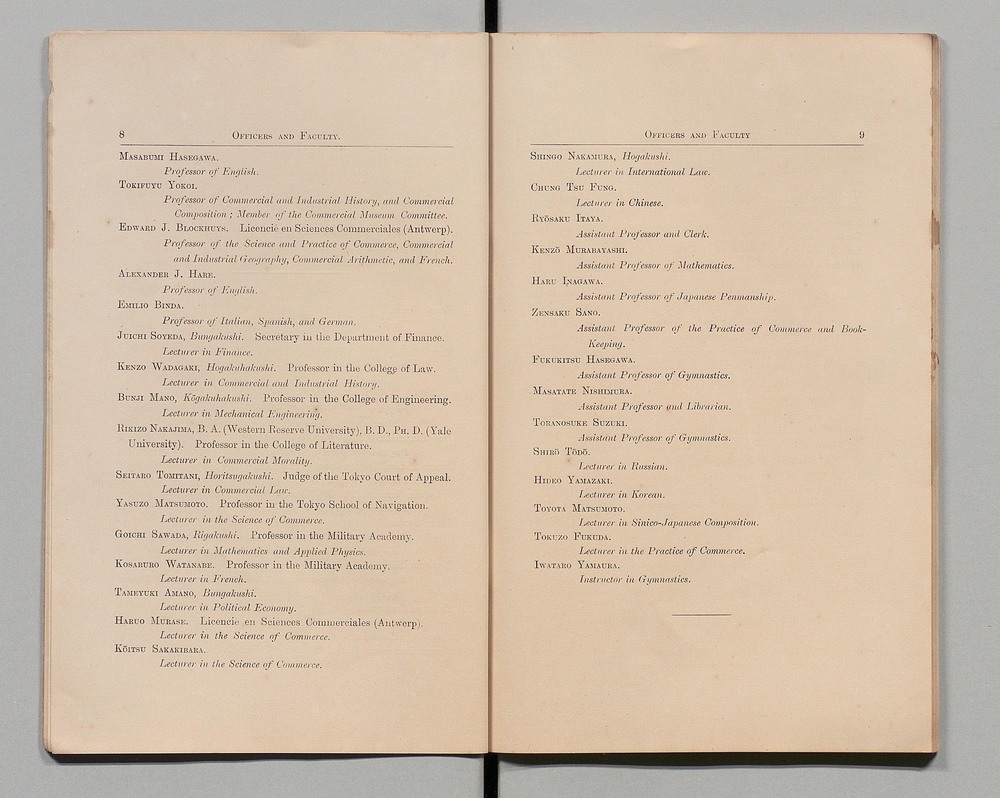 8 OFFICERS AND FACULTY.
MASABUMI HASEGAWA.
Professor of English.
TOKIFUYU YOKOI.
Professor of Commercial and Industrial History, and Commercial
Composition ; Member of the Commercial Museum Committee.
EDWARD J. BLOCKHUYS. Licencié en Sciences Commerciales (Antwerp).
Professor of the Science and Practice of Commerce, Commercial
and Industrial Geography, Commercial Arithmetic, and French.
ALEXANDER J. HARE.
Professor of English.
EMILIO BINDA.
Professor of Italian, Spanish, and German.
JUICHI SOYEDA, Bungakushi. Secretary in the Department of Finance.
Lecturer in Finance.
KENZO WADAGAKI, Hogakuhakushi. Professor in the College of Law.
Lecturer in Commercial and Industrial History.
BUNJI MANO, Kōgakuhakushi. Professor in the College of Engineering.
Lecturer in Mechanical Engineering.
RIKIZO NAKAJIMA, B. A. (Western Reserve University), B. D., PH. D. (Yale
University). Professor in the College of Literature.
Lecturer in Commercial Morality.
SEITARO TOMITANI, Horitsugakushi. Judge of the Tokyo Court of Appeal.
Lecturer in Commercial Law.
YASUZO MATSUMOTO. Professor in the Tokyo School of Navigation.
Lecturer in the Science of Commerce.
GOICHI SAWADA, Rigakushi. Professor in the Military Academy.
Lecturer in Mathematics and Applied Physics.
KOSABURO WATANABE. Professor in the Military Academy.
Lecturer in French.
TAMEYUKI AMANO, Bungakushi.
Lecturer in Political Economy.
HARUO MURASE. Licencie en Sciences Commerciales (Antwerp).
Lecturer in the Science of Commerce.
KŌITSU SAKAKIBARA.
Lecturer in the Science of Commerce.
OFFICERS AND FACULTY 9
SHINGO NAKAMURA, Hogakushi.
Lecturer in International Law.
CHUNG TSU FUNG.
Lecturer in Chinese.
RYŌSAKU ITAYA.
Assistant Professor and Clerk.
KENZŌ MURABAYASHI.
Assistant Professor of Mathematics.
HARU INAGAWA.
Assistant Professor of Japanese Penmanship.
ZENSAKU SANO.
Assistant Professor of the Practice of Commerce and Book-
Keeping.
FUKUKITSU HASEGAWA.
Assistant Professor of Gymnastics.
MASATATE NISHIMURA.
Assistant Professor and Librarian.
TORANOSUKE SUZUKI.
Assistant Professor of Gymnastics.
SHIRŌ TŌDŌ.
Lecturer in Russian.
HIDEO YAMAZAKI.
Lecturer in Korean.
TOYOTA MATSUMOTO.
Lecturer in Sinico-Japanese Composition.
TOKUZO FUKUDA.
Lecturer in the Practice of Commerce.
IWATARO YAMAURA.
Instructor in Gymnastics.